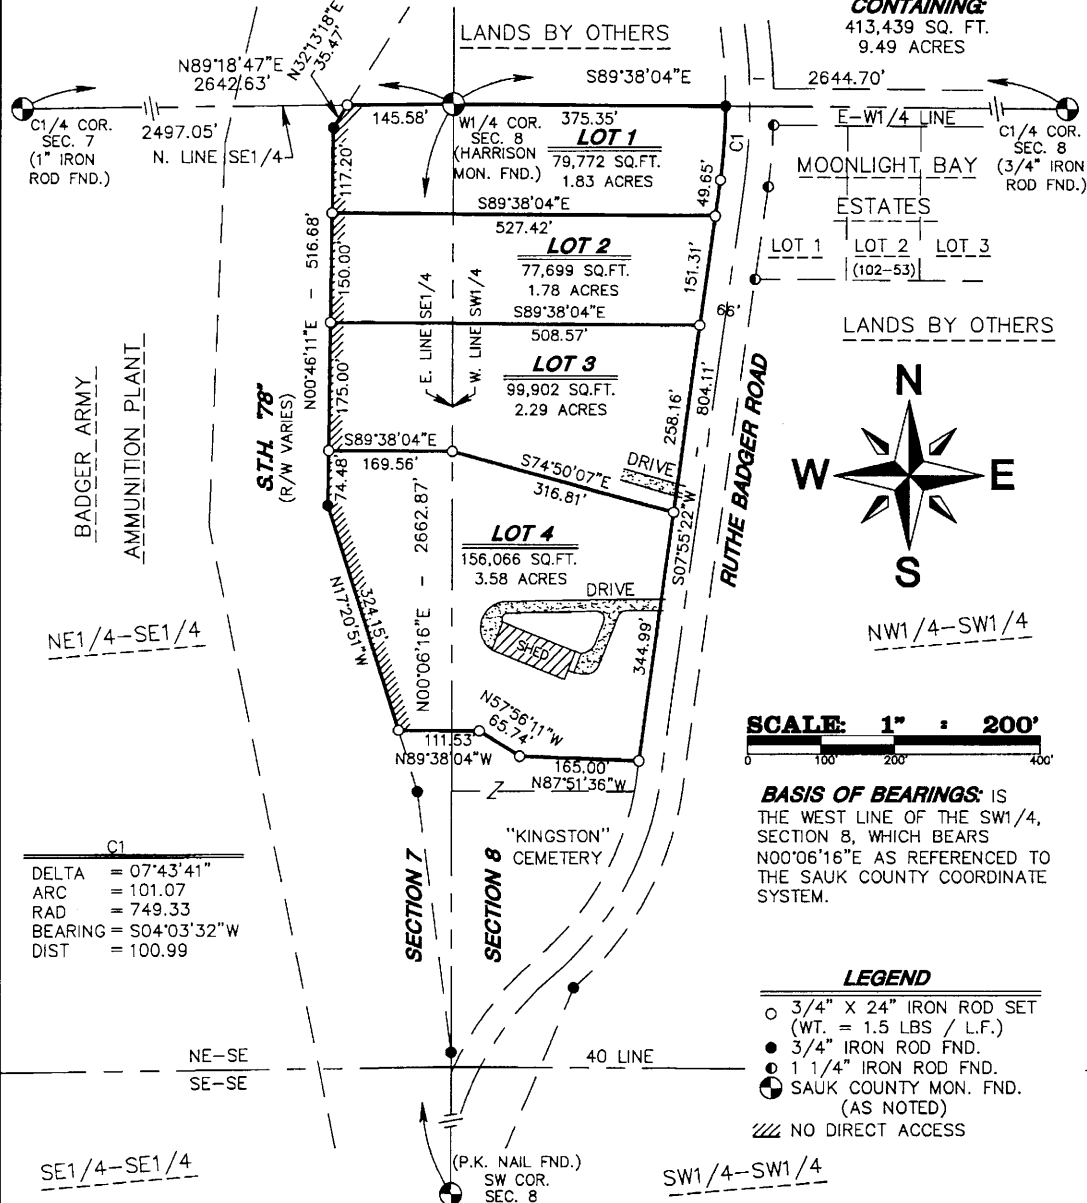 CONTAINING:
413,439 SQ. FT.
9.49 ACRES
LANDS BY OTHERS
N32°13'18"E
35.47'
N89°18'47"E
2642.63'
S89°38'04"E
2644.70'
C1/4 COR.
SEC. 7
(1" IRON
ROD FND.)
2497.05'
N. LINE SE1/4
145.58'
W1/4 COR.
SEC. 8
(HARRISON
MON. FND.)
375.35'
LOT 1
79,772 SQ.FT.
1.83 ACRES
C1
E-W1/4 LINE
C1/4 COR.
SEC. 8
(3/4" IRON
ROD FND.)
MOONLIGHT BAY
ESTATES
LOT 1
LOT 2
LOT 3
(102-53)
117.20'
49.65'
S89°38'04"E
527.42'
LOT 2
77,699 SQ.FT.
1.78 ACRES
516.68'
150.00'
151.31'
S89°38'04"E
508.57'
66'
LANDS BY OTHERS
E. LINE SE1/4
W. LINE SW1/4
LOT 3
99,902 SQ.FT.
2.29 ACRES
N00°46'11"E -
175.00'
258.16'
804.11'
BADGER ARMY
AMMUNITION PLANT
S.T.H. "78"
(R/W VARIES)
RUTHE BADGER ROAD
N
W
E
S
S89°38'04"E
169.56'
S74°50'07"E
316.81'
DRIVE
74.48'
S07°55'22"W
N00°06'16"E - 2662.87'
LOT 4
156,066 SQ.FT.
3.58 ACRES
DRIVE
SHED
324.15'
N17°20'51"W
344.99'
NE1/4-SE1/4
NW1/4-SW1/4
N57°56'11"W
65.74'
111.53'
N89°38'04"W
165.00'
N87°51'36"W
SCALE: 1" : 200'
0 100' 200' 400'
BASIS OF BEARINGS: IS
THE WEST LINE OF THE SW1/4,
SECTION 8, WHICH BEARS
N00°06'16"E AS REFERENCED TO
THE SAUK COUNTY COORDINATE
SYSTEM.
"KINGSTON"
CEMETERY
C1
DELTA = 07°43'41"
ARC = 101.07
RAD = 749.33
BEARING = S04°03'32"W
DIST = 100.99
SECTION 7
SECTION 8
LEGEND
3/4" X 24" IRON ROD SET
(WT. = 1.5 LBS / L.F.)
3/4" IRON ROD FND.
1 1/4" IRON ROD FND.
SAUK COUNTY MON. FND.
(AS NOTED)
NO DIRECT ACCESS
NE-SE
SE-SE
40 LINE
SE1/4-SE1/4
(P.K. NAIL FND.)
SW COR.
SEC. 8
SW1/4-SW1/4